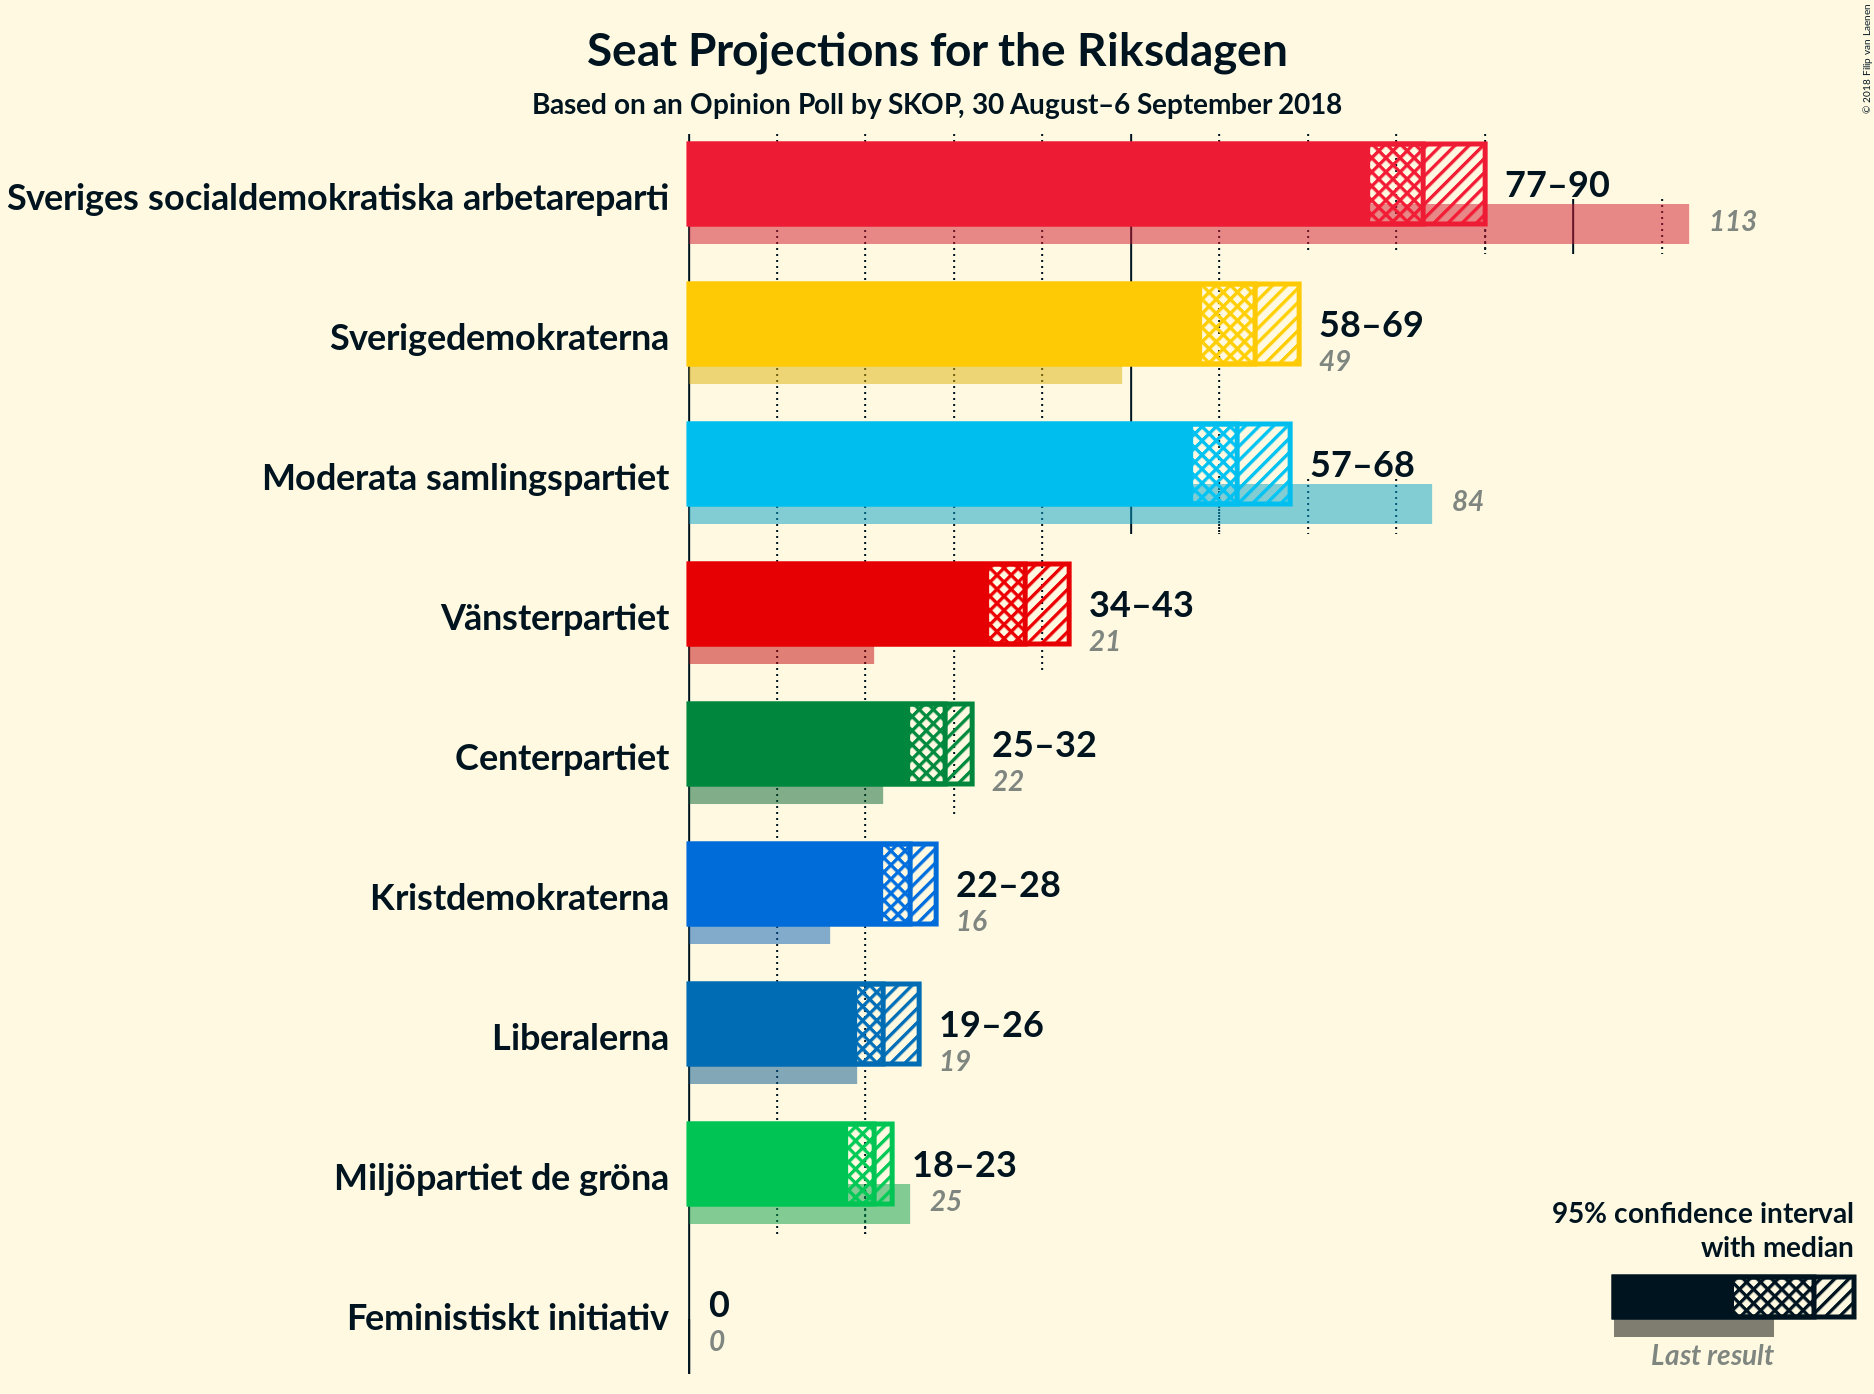 Seat Projections for the Riksdagen
Based on an Opinion Poll by SKOP, 30 August–6 September 2018
© 2018 Filip van Laenen
Sveriges socialdemokratiska arbetareparti
77–90
113
Sverigedemokraterna
58–69
49
Moderata samlingspartiet
57–68
84
Vänsterpartiet
34–43
21
Centerpartiet
25–32
22
Kristdemokraterna
22–28
16
Liberalerna
19–26
19
Miljöpartiet de gröna
18–23
25
Feministiskt initiativ
0
0
95% confidence interval
with median
Last result